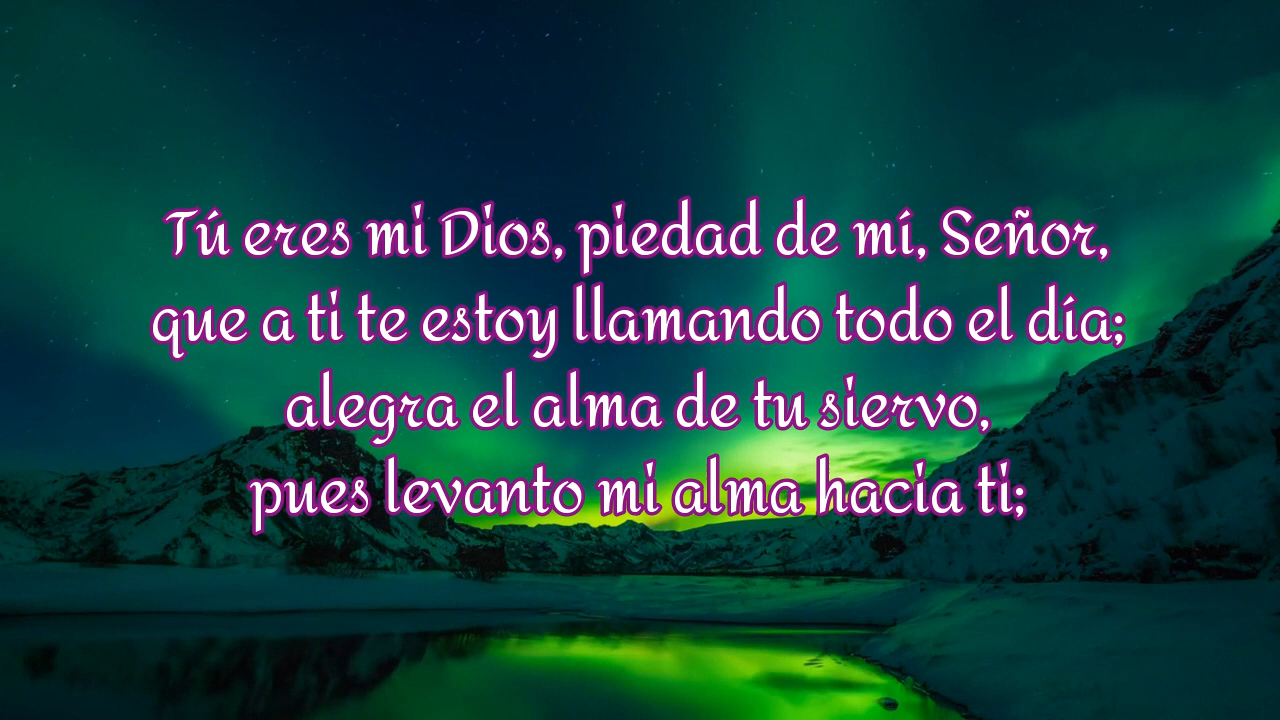 Tú eres mi Dios, piedad de mí, Señor,
que a ti te estoy llamando todo el día;
alegra el alma de tu siervo,
pues levanto mi alma hacia ti;